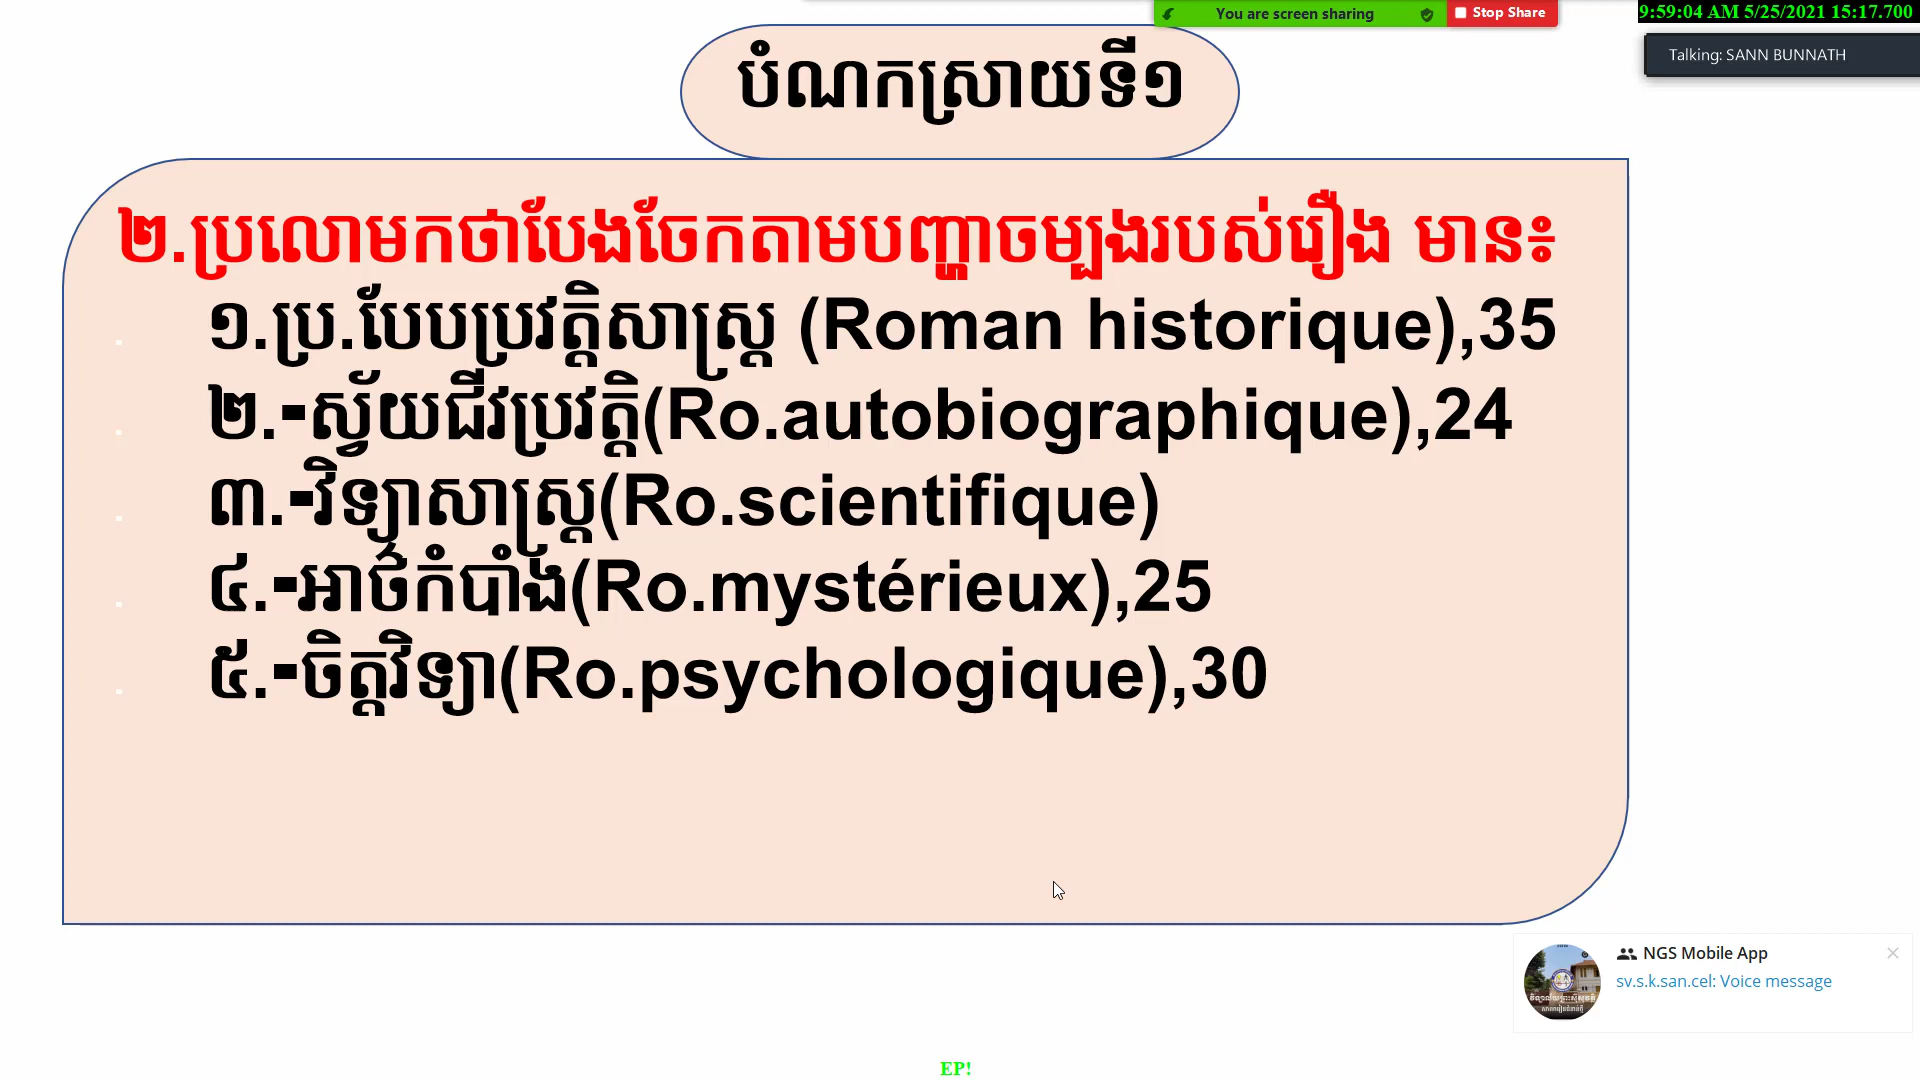 You are screen sharing
Stop Share
9:59:04 AM 5/25/2021 15:17.700
Talking: SANN BUNNATH
បំណកស្រាយទី១
២.ប្រលោមកថាបែងចែកតាមបញ្ហាចម្បងរបស់រឿង មាន៖
១.ប្រ.បែបប្រវត្តិសាស្ត្រ (Roman historique),35
២.-ស្វ័យជីវប្រវត្តិ(Ro.autobiographique),24
៣.-វិទ្យាសាស្ត្រ(Ro.scientifique)
៤.-អាថ៌កំបាំង(Ro.mystérieux),25
៥.-ចិត្តវិទ្យា(Ro.psychologique),30
NGS Mobile App
sv.s.k.san.cel: Voice message
EP!